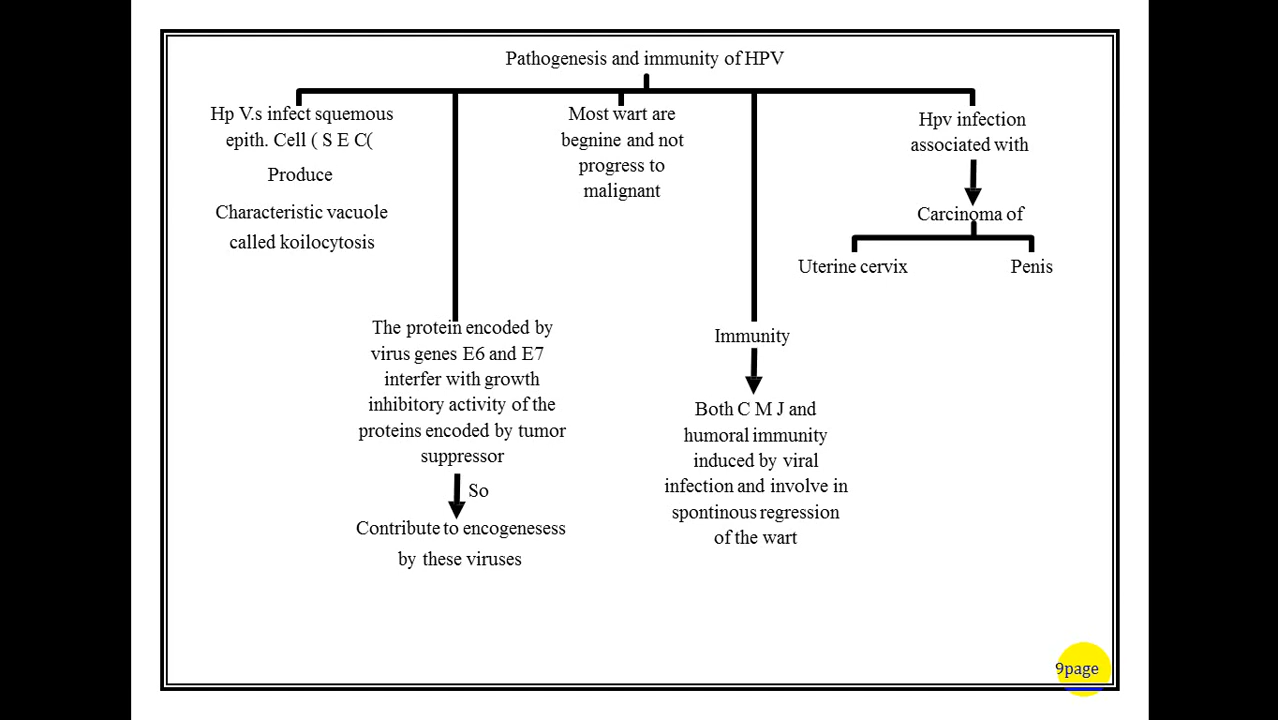 Pathogenesis and immunity of HPV
Hp V.s infect squemous
epith. Cell ( S E C(
Produce
Characteristic vacuole
called koilocytosis
The protein encoded by
virus genes E6 and E7
interfer with growth
inhibitory activity of the
proteins encoded by tumor
suppressor
So
Contribute to encogenesess
by these viruses
Most wart are
begnine and not
progress to
malignant
Immunity
Both C M J and
humoral immunity
induced by viral
infection and involve in
spontinous regression
of the wart
Hpv infection
associated with
Carcinoma of
Uterine cervix
Penis
9page